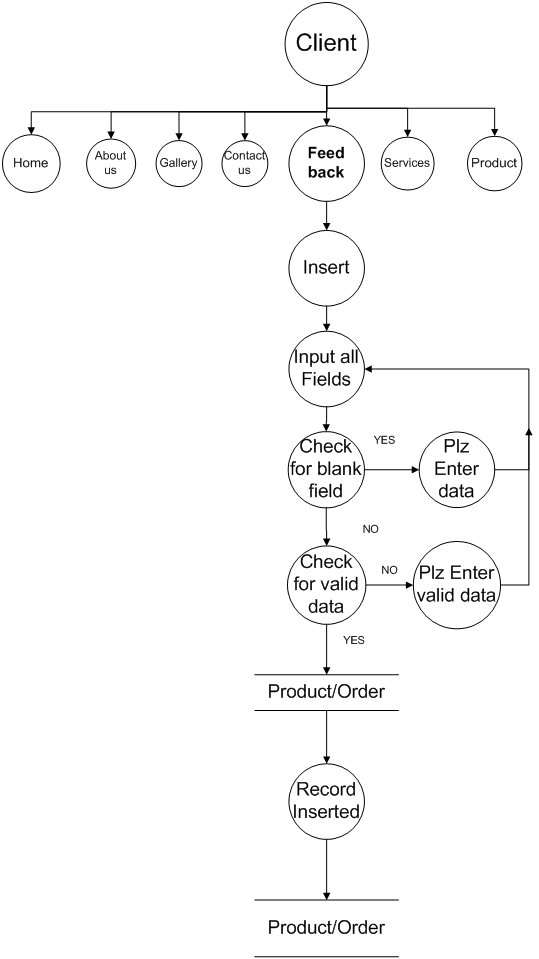 Client
Home
About
us
Gallery
Contact
us
Feed
back
Services
Product
Insert
Input all
Fields
Check
for blank
field
YES
Plz
Enter
data
NO
Check
for valid
data
NO
Plz Enter
valid data
YES
Product/Order
Record
Inserted
Product/Order